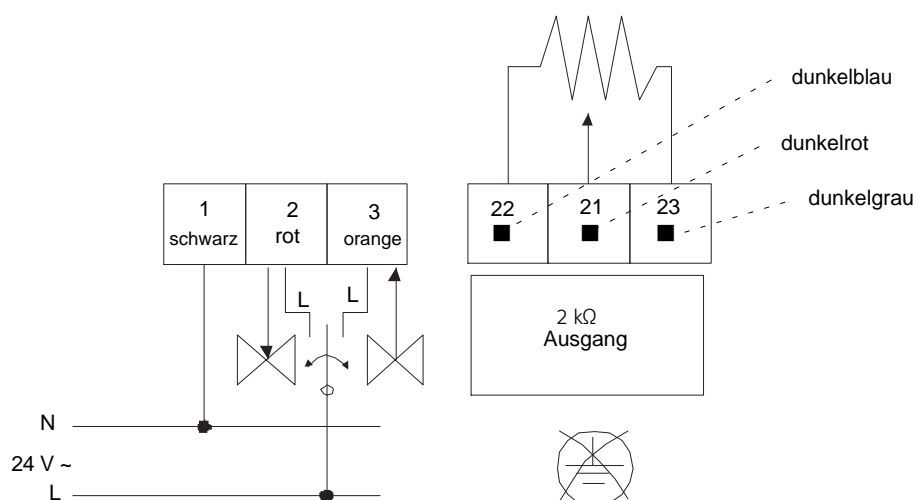 dunkelblau
dunkelrot
dunkelgrau
1
schwarz
2
rot
3
orange
22
21
23
L
L
2 kΩ
Ausgang
N
24 V ~
L